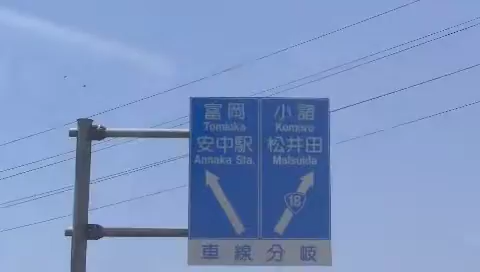 富岡
Tomioka
安中駅
Annaka Sta.
小諸
Komoro
松井田
Matsuida
18
車線分岐